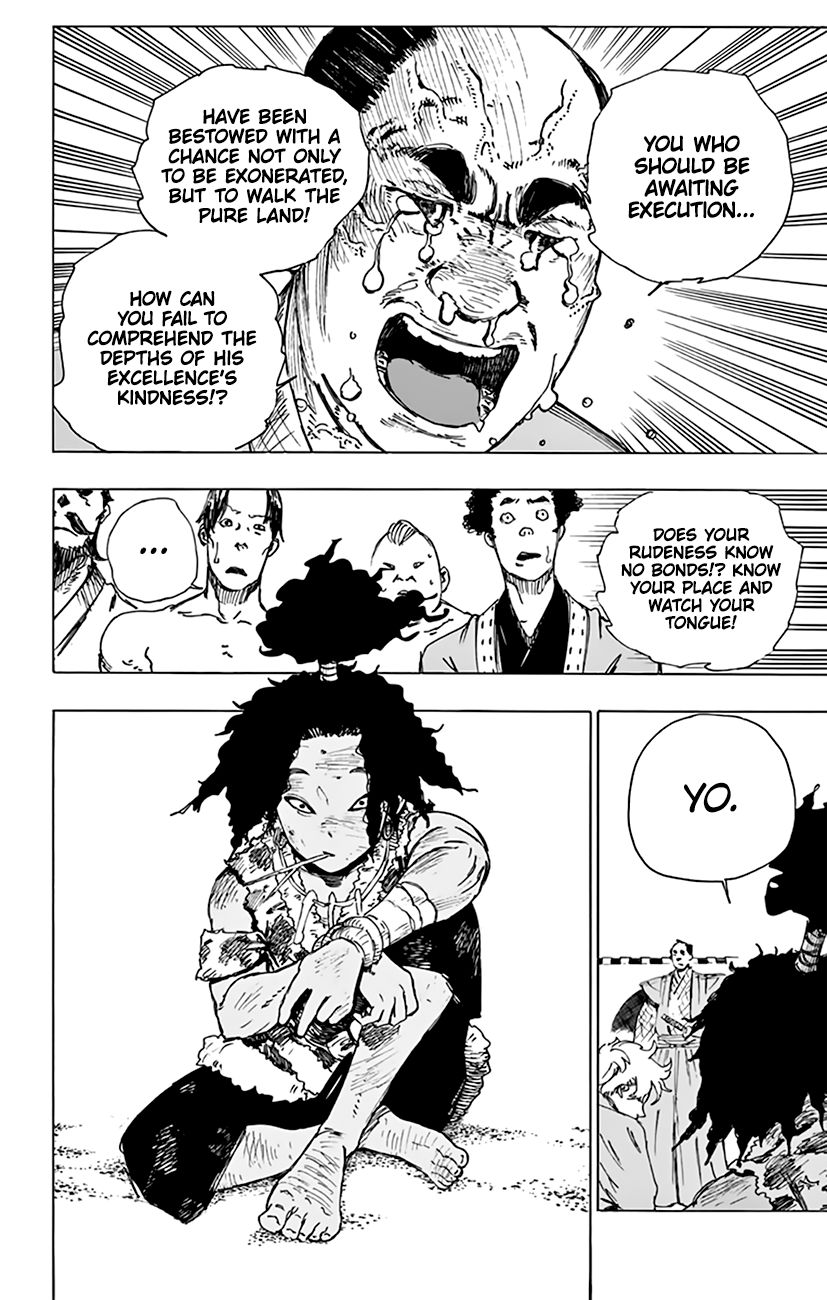 YOU WHO
SHOULD BE
AWAITING
EXECUTION...
HAVE BEEN
BESTOWED WITH A
CHANCE NOT ONLY
TO BE EXONERATED,
BUT TO WALK THE
PURE LAND!
HOW CAN
YOU FAIL TO
COMPREHEND THE
DEPTHS OF HIS
EXCELLENCE'S
KINDNESS!?
DOES YOUR
RUDENESS KNOW
NO BONDS!? KNOW
YOUR PLACE AND
WATCH YOUR
TONGUE!
...
YO.